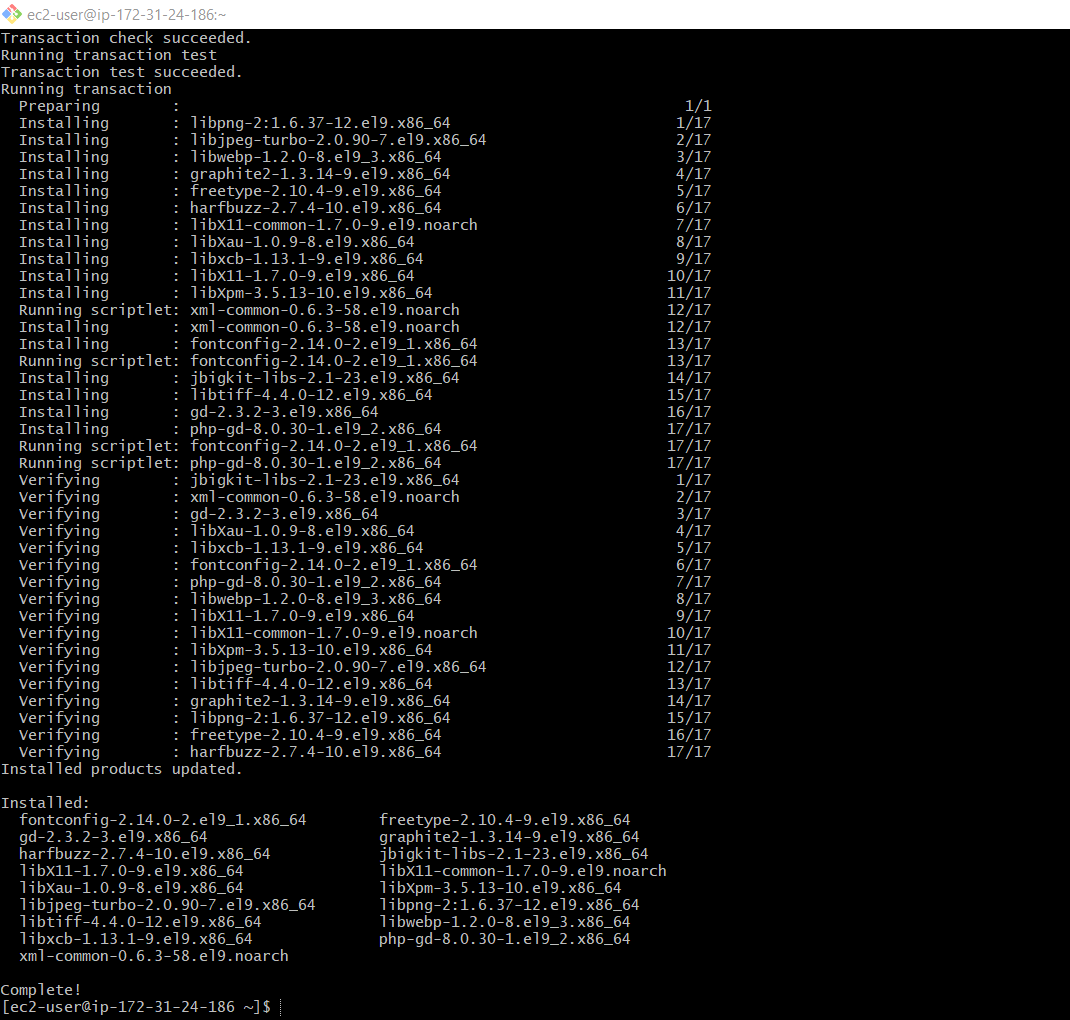 ec2-user@ip-172-31-24-186:~
Transaction check succeeded.
Running transaction test
Transaction test succeeded.
Running transaction
  Preparing        :                                                        1/1
  Installing       : libpng-2:1.6.37-12.el9.x86_64                         1/17
  Installing       : libjpeg-turbo-2.0.90-7.el9.x86_64                     2/17
  Installing       : libwebp-1.2.0-8.el9_3.x86_64                          3/17
  Installing       : graphite2-1.3.14-9.el9.x86_64                         4/17
  Installing       : freetype-2.10.4-9.el9.x86_64                          5/17
  Installing       : harfbuzz-2.7.4-10.el9.x86_64                          6/17
  Installing       : libX11-common-1.7.0-9.el9.noarch                      7/17
  Installing       : libXau-1.0.9-8.el9.x86_64                             8/17
  Installing       : libxcb-1.13.1-9.el9.x86_64                            9/17
  Installing       : libX11-1.7.0-9.el9.x86_64                            10/17
  Installing       : libXpm-3.5.13-10.el9.x86_64                          11/17
  Running scriptlet: xml-common-0.6.3-58.el9.noarch                       12/17
  Installing       : xml-common-0.6.3-58.el9.noarch                       12/17
  Installing       : fontconfig-2.14.0-2.el9_1.x86_64                     13/17
  Running scriptlet: fontconfig-2.14.0-2.el9_1.x86_64                     13/17
  Installing       : jbigkit-libs-2.1-23.el9.x86_64                       14/17
  Installing       : libtiff-4.4.0-12.el9.x86_64                          15/17
  Installing       : gd-2.3.2-3.el9.x86_64                                16/17
  Installing       : php-gd-8.0.30-1.el9_2.x86_64                         17/17
  Running scriptlet: fontconfig-2.14.0-2.el9_1.x86_64                     17/17
  Running scriptlet: php-gd-8.0.30-1.el9_2.x86_64                         17/17
  Verifying        : jbigkit-libs-2.1-23.el9.x86_64                        1/17
  Verifying        : xml-common-0.6.3-58.el9.noarch                        2/17
  Verifying        : gd-2.3.2-3.el9.x86_64                                 3/17
  Verifying        : libXau-1.0.9-8.el9.x86_64                             4/17
  Verifying        : libxcb-1.13.1-9.el9.x86_64                            5/17
  Verifying        : fontconfig-2.14.0-2.el9_1.x86_64                      6/17
  Verifying        : php-gd-8.0.30-1.el9_2.x86_64                          7/17
  Verifying        : libwebp-1.2.0-8.el9_3.x86_64                          8/17
  Verifying        : libX11-1.7.0-9.el9.x86_64                             9/17
  Verifying        : libX11-common-1.7.0-9.el9.noarch                     10/17
  Verifying        : libXpm-3.5.13-10.el9.x86_64                          11/17
  Verifying        : libjpeg-turbo-2.0.90-7.el9.x86_64                    12/17
  Verifying        : libtiff-4.4.0-12.el9.x86_64                          13/17
  Verifying        : graphite2-1.3.14-9.el9.x86_64                        14/17
  Verifying        : libpng-2:1.6.37-12.el9.x86_64                        15/17
  Verifying        : freetype-2.10.4-9.el9.x86_64                         16/17
  Verifying        : harfbuzz-2.7.4-10.el9.x86_64                         17/17
Installed products updated.

Installed:
  fontconfig-2.14.0-2.el9_1.x86_64        freetype-2.10.4-9.el9.x86_64
  gd-2.3.2-3.el9.x86_64                   graphite2-1.3.14-9.el9.x86_64
  harfbuzz-2.7.4-10.el9.x86_64            jbigkit-libs-2.1-23.el9.x86_64
  libX11-1.7.0-9.el9.x86_64               libX11-common-1.7.0-9.el9.noarch
  libXau-1.0.9-8.el9.x86_64               libXpm-3.5.13-10.el9.x86_64
  libjpeg-turbo-2.0.90-7.el9.x86_64       libpng-2:1.6.37-12.el9.x86_64
  libtiff-4.4.0-12.el9.x86_64             libwebp-1.2.0-8.el9_3.x86_64
  libxcb-1.13.1-9.el9.x86_64              php-gd-8.0.30-1.el9_2.x86_64
  xml-common-0.6.3-58.el9.noarch

Complete!
[ec2-user@ip-172-31-24-186 ~]$